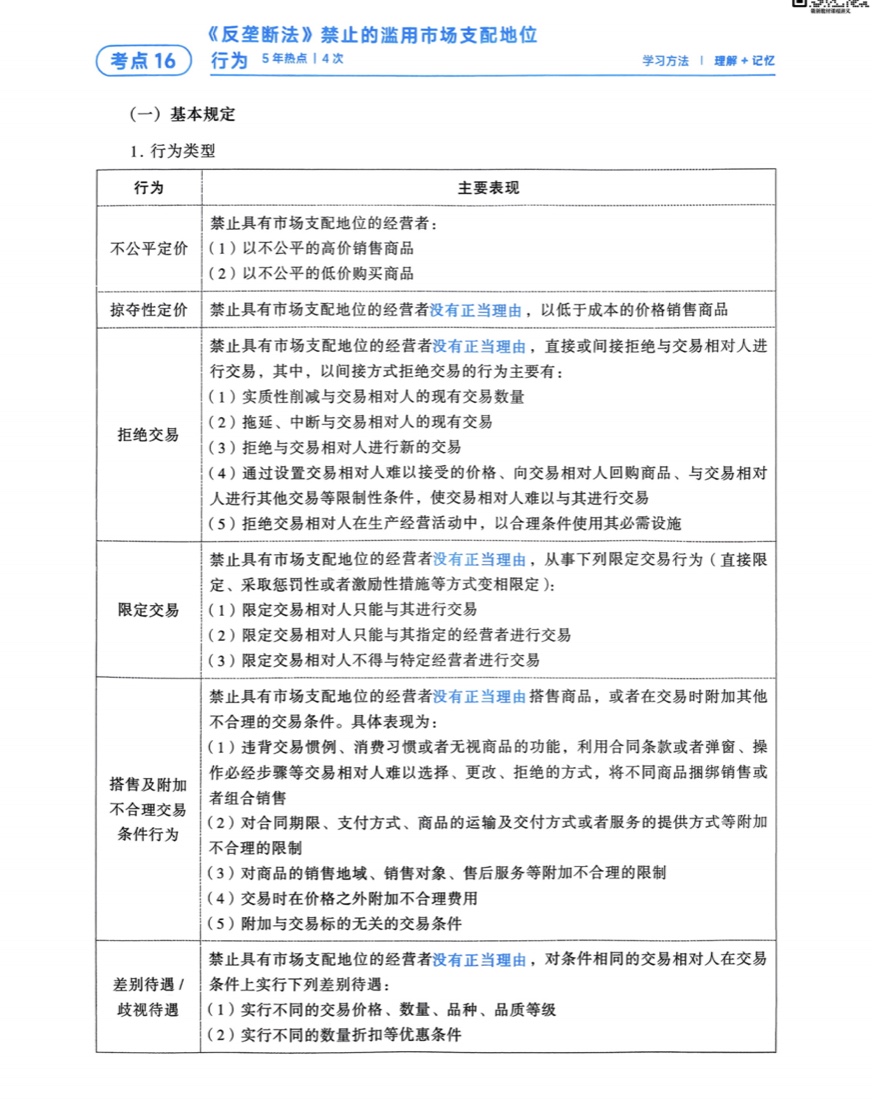 《反垄断法》禁止的滥用市场支配地位
考点 16
行为 5年热点 | 4次
学习方法 | 理解+记忆
（一）基本规定
1. 行为类型
行为
主要表现
不公平定价
禁止具有市场支配地位的经营者：
（1）以不公平的高价销售商品
（2）以不公平的低价购买商品
掠夺性定价
禁止具有市场支配地位的经营者没有正当理由，以低于成本的价格销售商品
拒绝交易
禁止具有市场支配地位的经营者没有正当理由，直接或间接拒绝与交易相对人进
行交易，其中，以间接方式拒绝交易的行为主要有：
（1）实质性削减与交易相对人的现有交易数量
（2）拖延、中断与交易相对人的现有交易
（3）拒绝与交易相对人进行新的交易
（4）通过设置交易相对人难以接受的价格、向交易相对人回购商品、与交易相对
人进行其他交易等限制性条件，使交易相对人难以与其进行交易
（5）拒绝交易相对人在生产经营活动中，以合理条件使用其必需设施
限定交易
禁止具有市场支配地位的经营者没有正当理由，从事下列限定交易行为（直接限
定、采取惩罚性或者激励性措施等方式变相限定）：
（1）限定交易相对人只能与其进行交易
（2）限定交易相对人只能与其指定的经营者进行交易
（3）限定交易相对人不得与特定经营者进行交易
搭售及附加
不合理交易
条件行为
禁止具有市场支配地位的经营者没有正当理由搭售商品，或者在交易时附加其他
不合理的交易条件。具体表现为：
（1）违背交易惯例、消费习惯或者无视商品的功能，利用合同条款或者弹窗、操
作必经步骤等交易相对人难以选择、更改、拒绝的方式，将不同商品捆绑销售或
者组合销售
（2）对合同期限、支付方式、商品的运输及交付方式或者服务的提供方式等附加
不合理的限制
（3）对商品的销售地域、销售对象、售后服务等附加不合理的限制
（4）交易时在价格之外附加不合理费用
（5）附加与交易标的无关的交易条件
差别待遇/
歧视待遇
禁止具有市场支配地位的经营者没有正当理由，对条件相同的交易相对人在交易
条件上实行下列差别待遇：
（1）实行不同的交易价格、数量、品种、品质等级
（2）实行不同的数量折扣等优惠条件